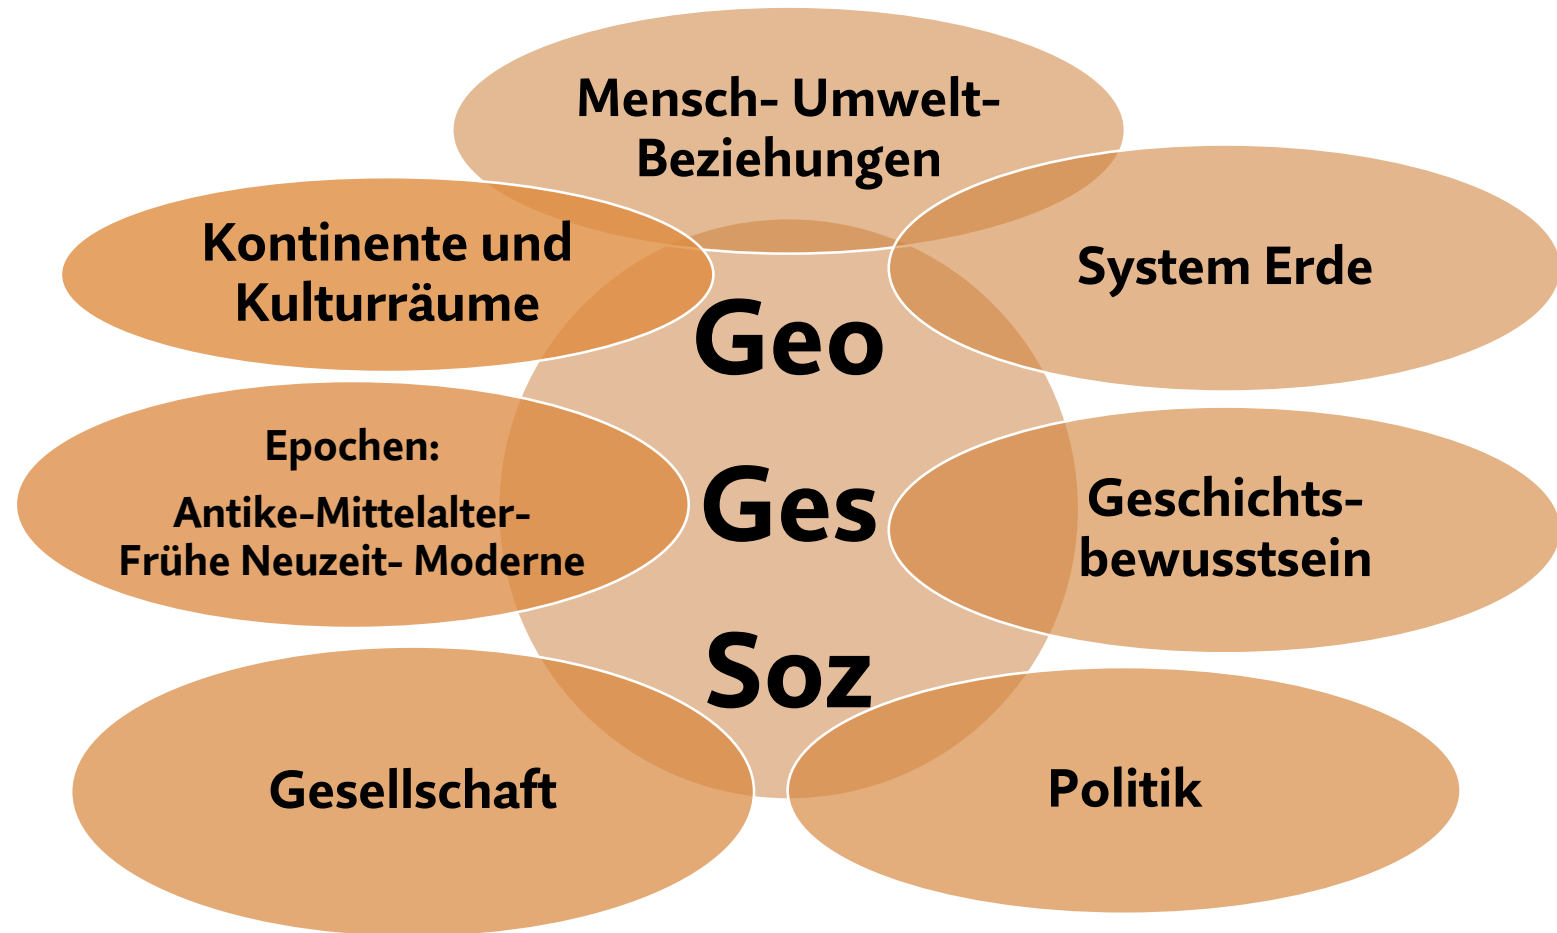 Mensch- Umwelt-
Beziehungen
Kontinente und
Kulturräume
System Erde
Geo
Epochen:
Antike-Mittelalter-
Frühe Neuzeit- Moderne
Ges
Geschichts-
bewusstsein
Soz
Gesellschaft
Politik